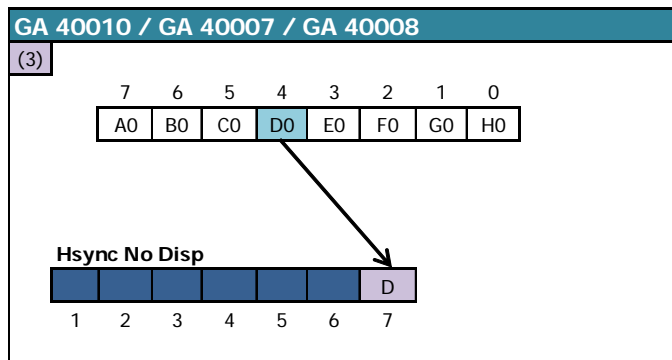 GA 40010 / GA 40007 / GA 40008
(3)
7 6 5 4 3 2 1 0
A0 B0 C0 D0 E0 F0 G0 H0
Hsync No Disp
D
1 2 3 4 5 6 7